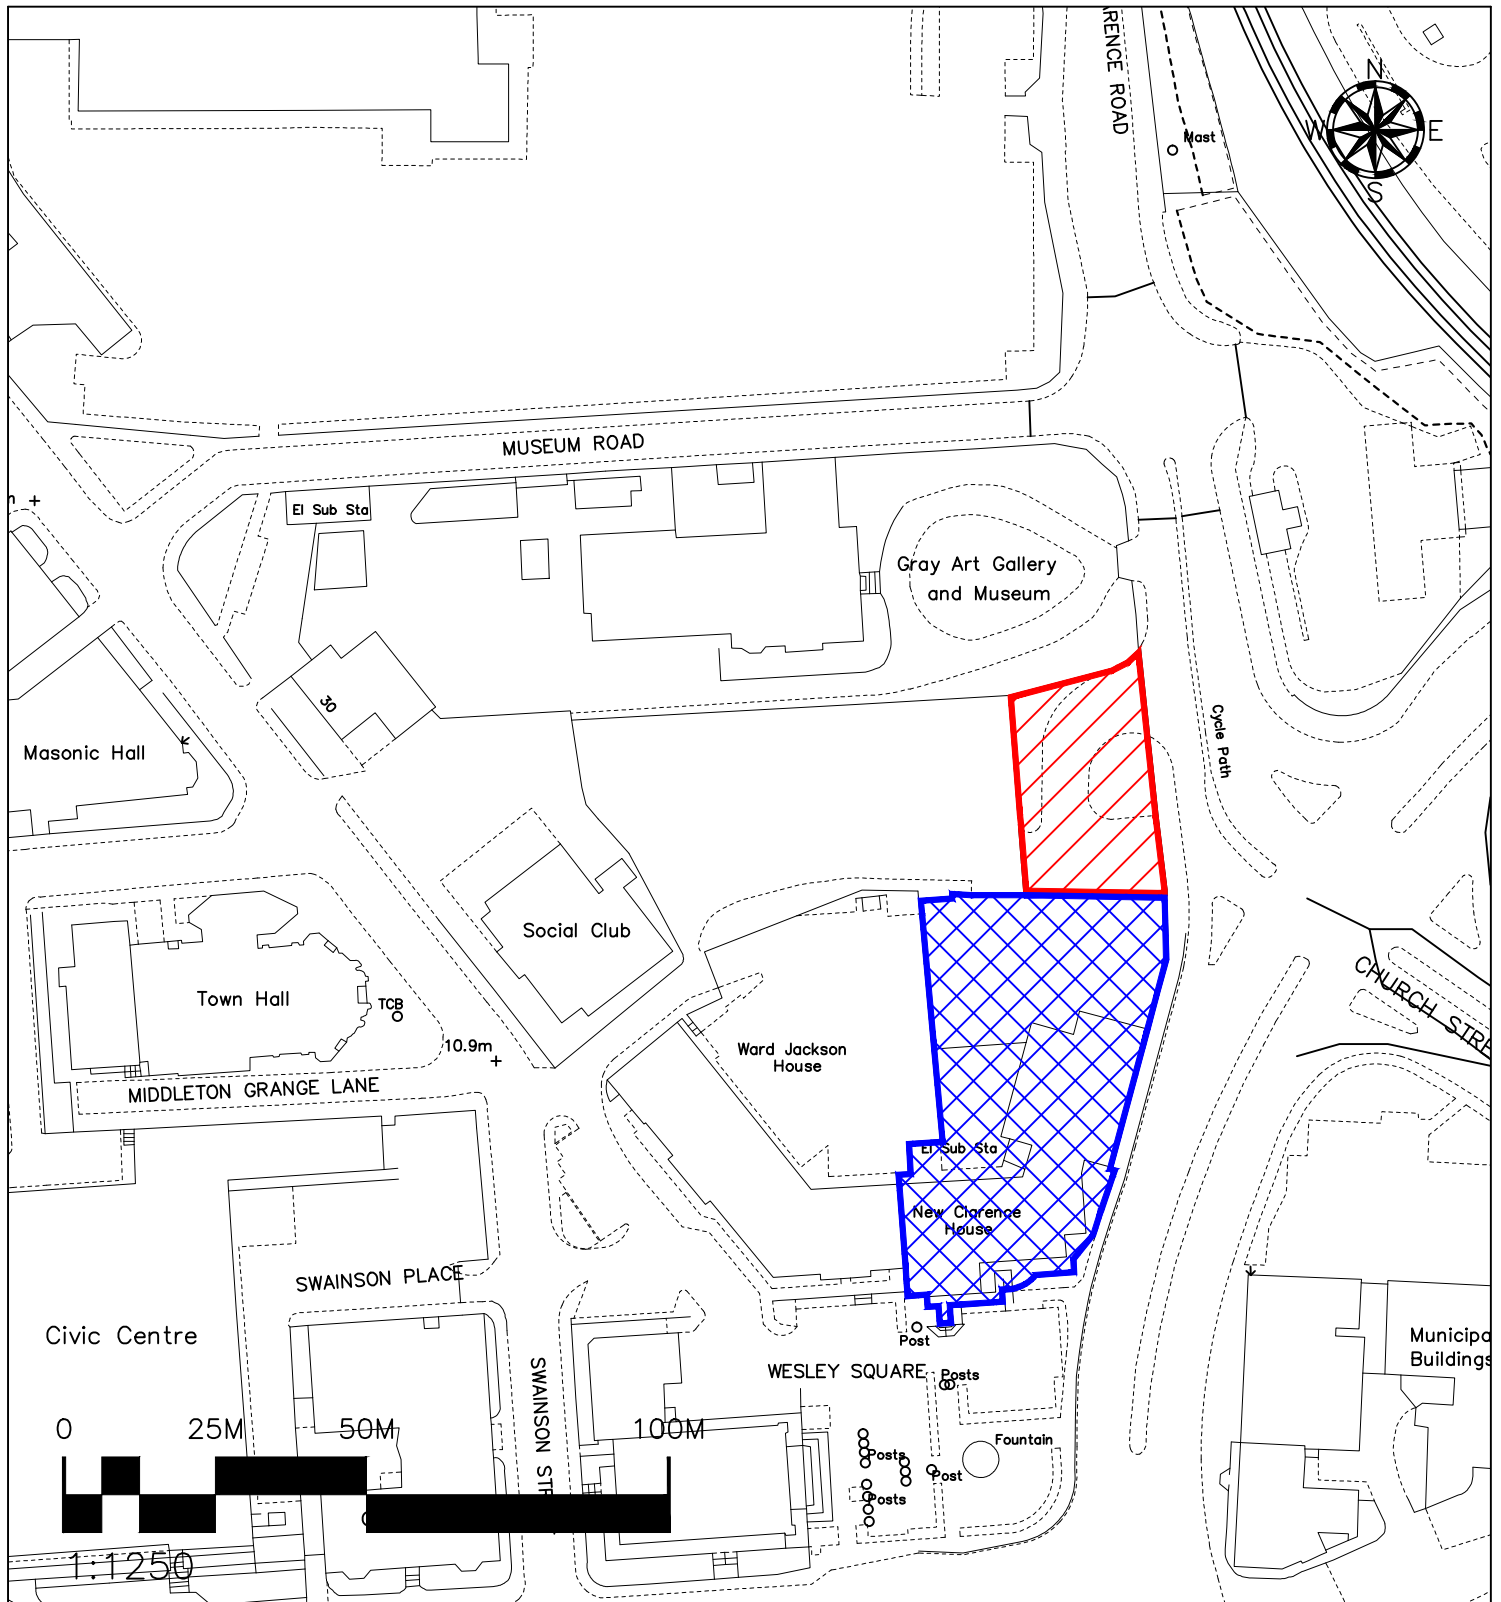 ARENCE ROAD
Mast
N
W
E
S
MUSEUM ROAD
El Sub Sta
Gray Art Gallery
and Museum
30
Cycle Path
Masonic Hall
Social Club
Town Hall
TCB
10.9m
MIDDLETON GRANGE LANE
Ward Jackson
House
CHURCH STRE
El Sub Sta
New Clarence
House
SWAINSON PLACE
Civic Centre
Post
WESLEY SQUARE
Posts
Municipa
Buildings
SWAINSON STR
0 25M 50M 100M
Fountain
Posts
Post
Posts
1:1250